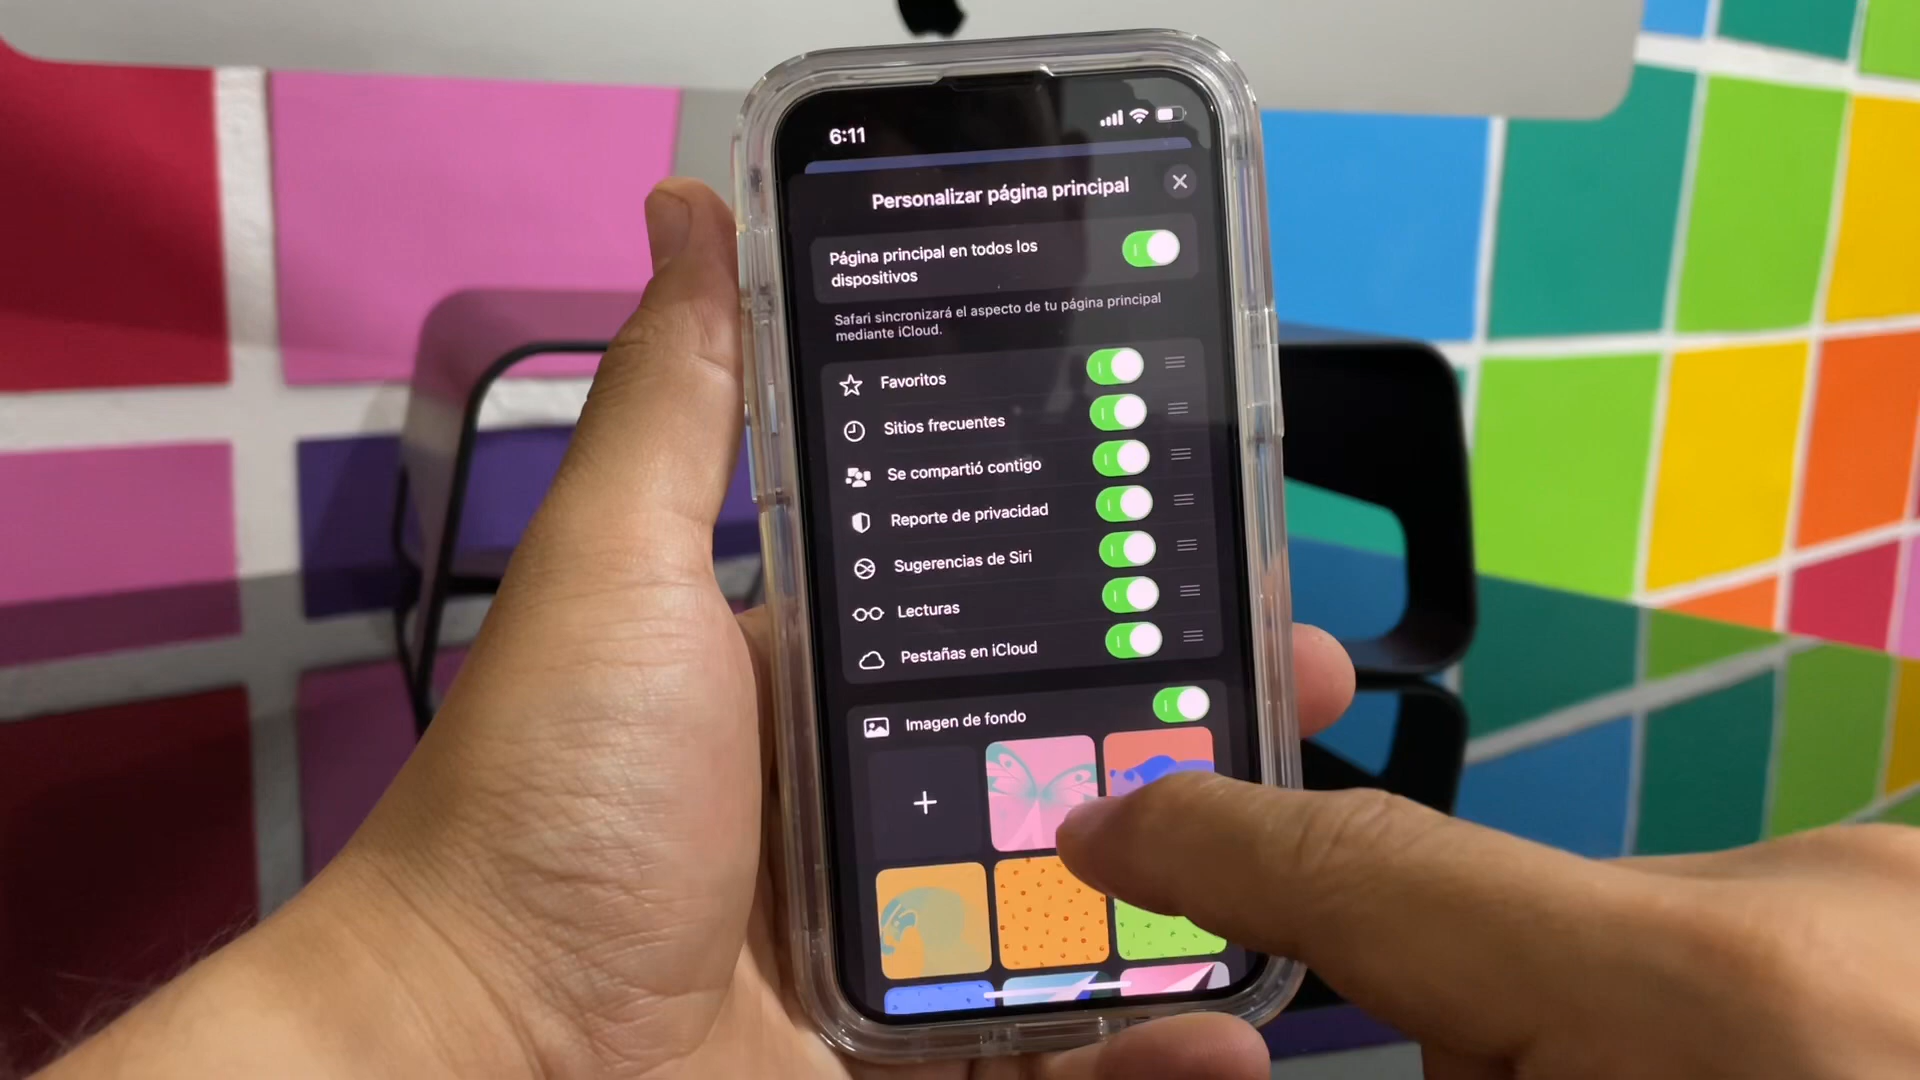 6:11
Personalizar página principal
Página principal en todos los
dispositivos
Safari sincronizará el aspecto de tu página principal
mediante iCloud.
Favoritos
Sitios frecuentes
Se compartió contigo
Reporte de privacidad
Sugerencias de Siri
Lecturas
Pestañas en iCloud
Imagen de fondo